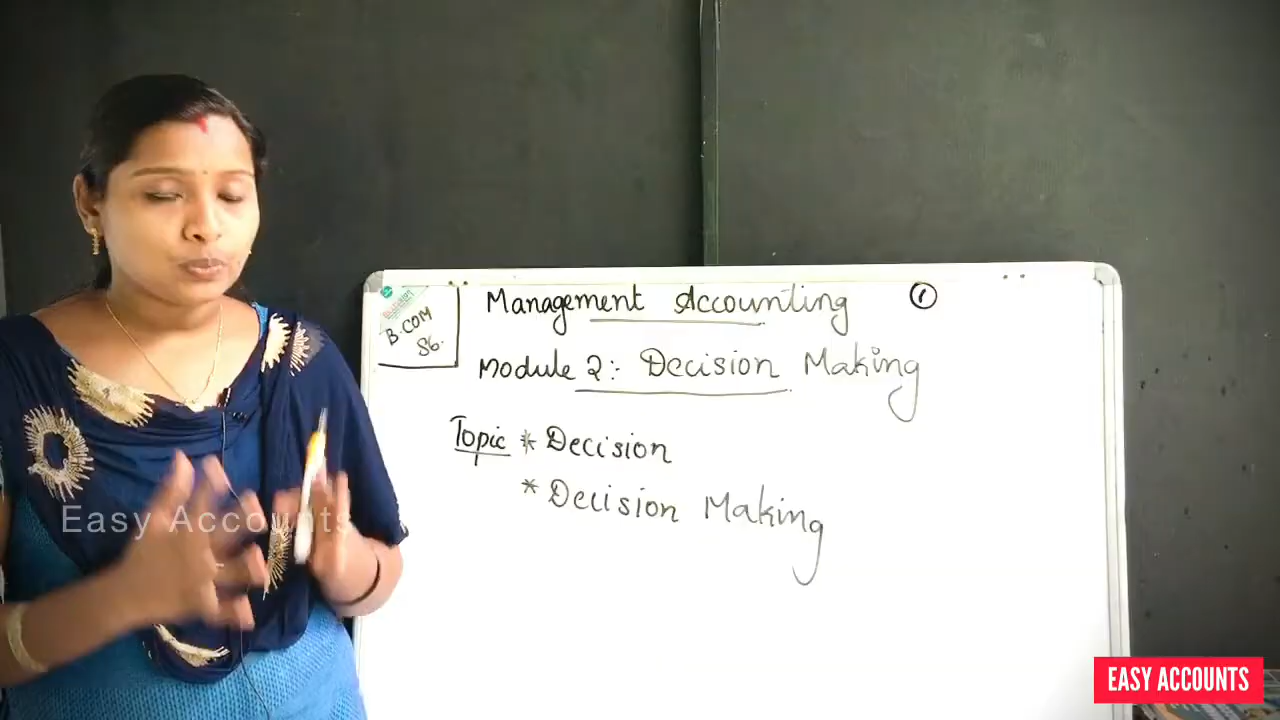 B.COM
S6.
Management Accounting
1
Module 2:- Decision Making
Topic * Decision
* Decision Making
Easy Accounts
EASY ACCOUNTS